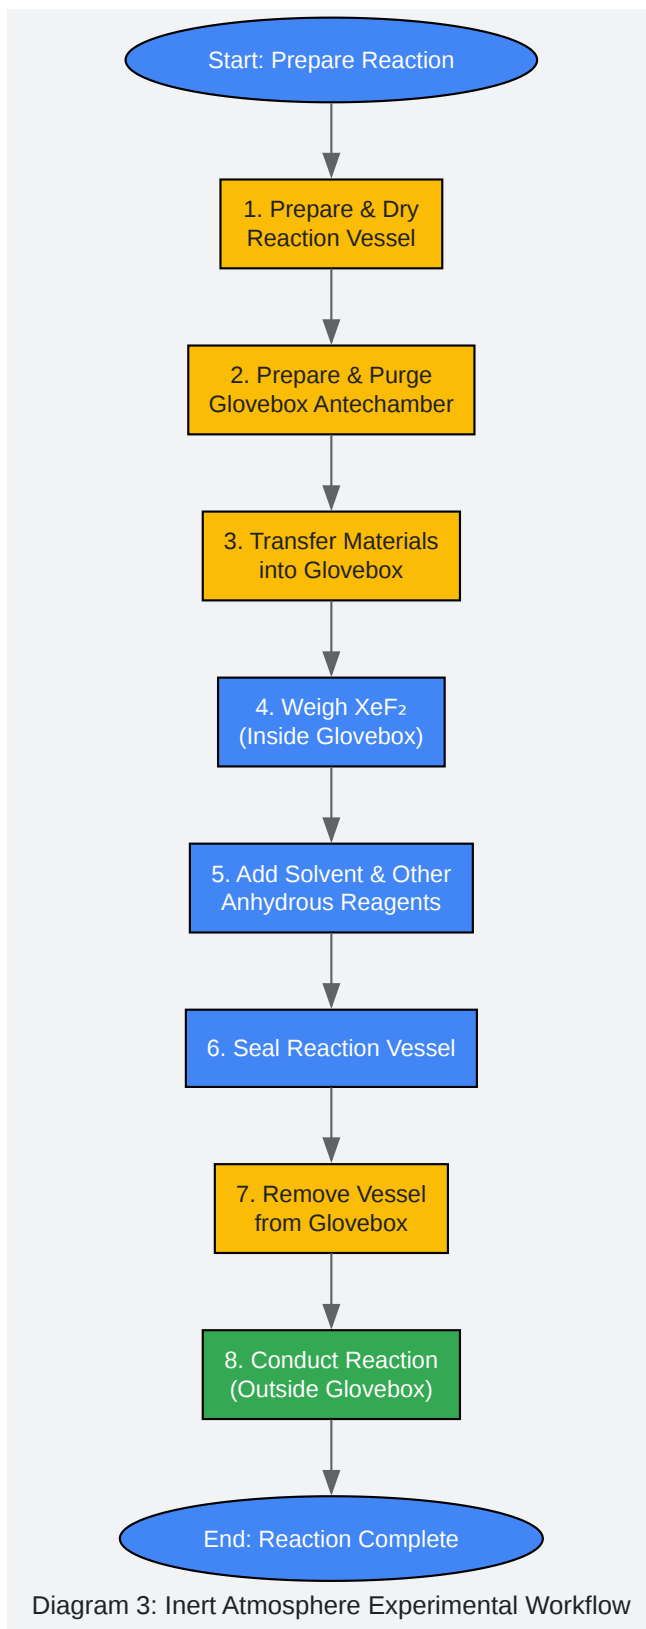 Start: Prepare Reaction
1. Prepare & Dry
Reaction Vessel
2. Prepare & Purge
Glovebox Antechamber
3. Transfer Materials
into Glovebox
4. Weigh XeF₂
(Inside Glovebox)
5. Add Solvent & Other
Anhydrous Reagents
6. Seal Reaction Vessel
7. Remove Vessel
from Glovebox
8. Conduct Reaction
(Outside Glovebox)
End: Reaction Complete
Diagram 3: Inert Atmosphere Experimental Workflow